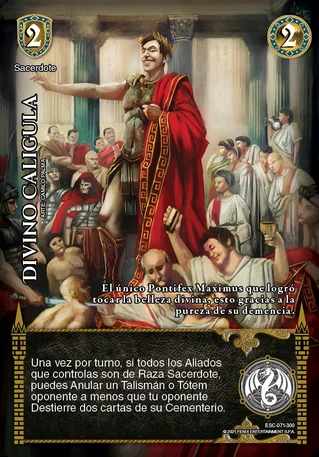 2
2
Sacerdote
DIVINO CALIGULA
El único Pontifex Maximus que logró
tocar la belleza divina, esto gracias a la
pureza de su demencia.
Una vez por turno, si todos los Aliados
que controlas son de Raza Sacerdote,
puedes Anular un Talismán o Tótem
oponente a menos que tu oponente
Destierre dos cartas de su Cementerio.
ESC-071-300
© 2021 FENIX ENTERTAINMENT S.P.A.